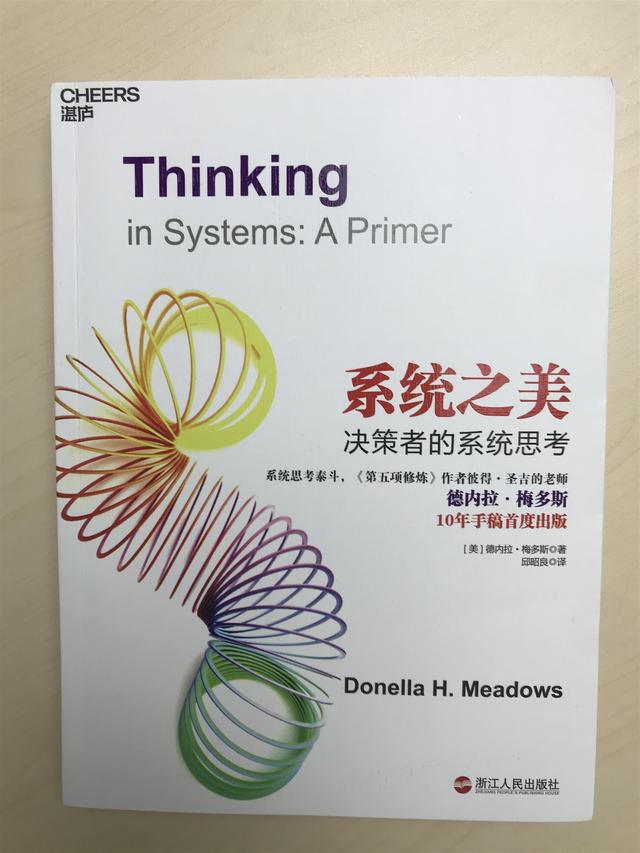 CHEERS
湛庐
Thinking
in Systems: A Primer
系统之美
决策者的系统思考
系统思考泰斗，《第五项修炼》作者彼得·圣吉的老师
德内拉·梅多斯
10年手稿首度出版
［美］德内拉·梅多斯◎著
邱昭良◎译
Donella H. Meadows
浙江人民出版社
ZHEJIANG PEOPLE'S PUBLISHING HOUSE